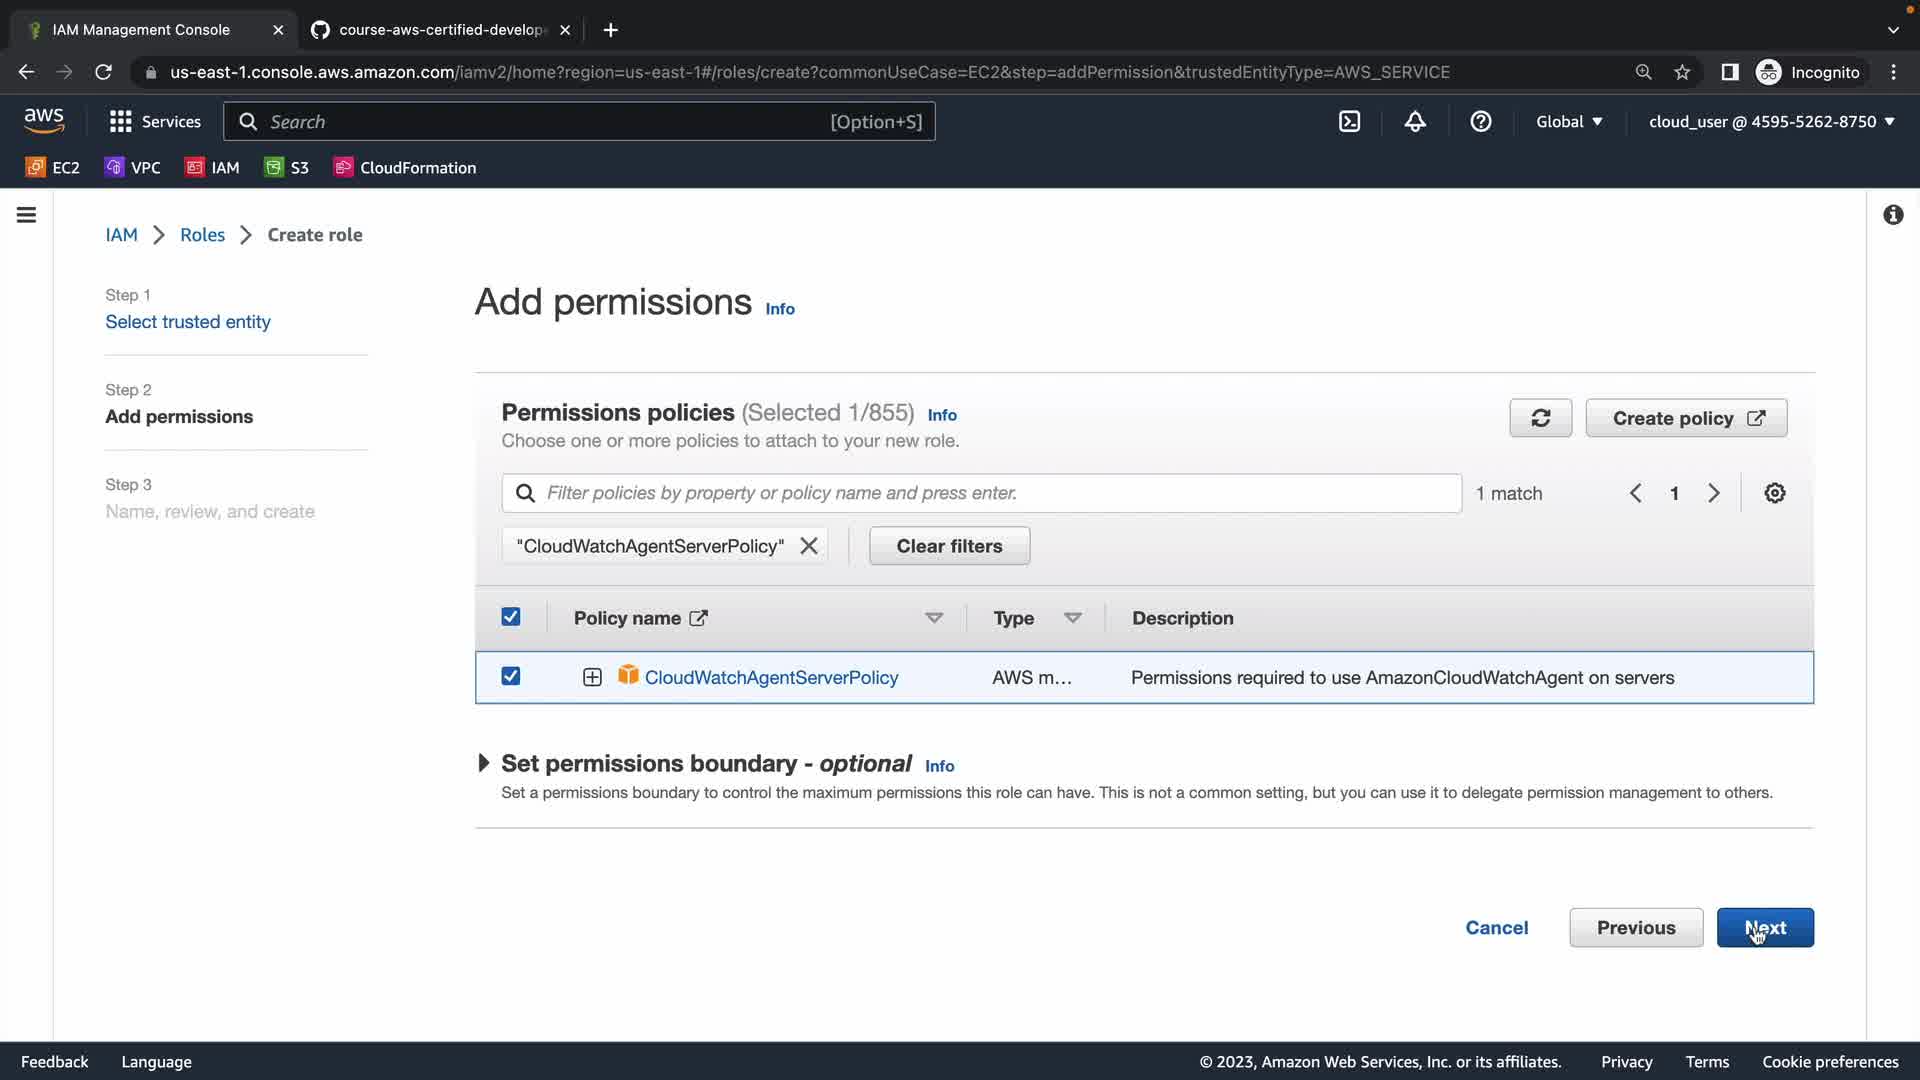 IAM Management Console
course-aws-certified-develop
us-east-1.console.aws.amazon.com/iamv2/home?region=us-east-1#/roles/create?commonUseCase=EC2&step=addPermission&trustedEntityType=AWS_SERVICE
Incognito
aws
Services
Search
[Option+S]
Global
cloud_user @ 4595-5262-8750
EC2
VPC
IAM
S3
CloudFormation
IAM > Roles > Create role
Step 1
Select trusted entity
Step 2
Add permissions
Step 3
Name, review, and create
Add permissions Info
Permissions policies (Selected 1/855) Info
Choose one or more policies to attach to your new role.
Create policy
Filter policies by property or policy name and press enter.
1 match
1
"CloudWatchAgentServerPolicy"
Clear filters
Policy name
Type
Description
CloudWatchAgentServerPolicy
AWS m...
Permissions required to use AmazonCloudWatchAgent on servers
Set permissions boundary - optional Info
Set a permissions boundary to control the maximum permissions this role can have. This is not a common setting, but you can use it to delegate permission management to others.
Cancel
Previous
Next
Feedback
Language
© 2023, Amazon Web Services, Inc. or its affiliates.
Privacy
Terms
Cookie preferences